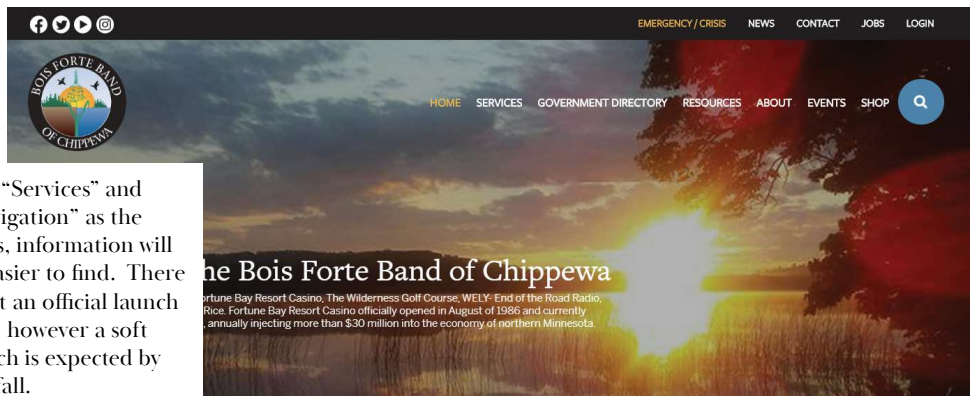 EMERGENCY / CRISIS NEWS CONTACT JOBS LOGIN
BOIS FORTE BAND
OF CHIPPEWA
HOME SERVICES GOVERNMENT DIRECTORY RESOURCES ABOUT EVENTS SHOP
“Services” and
igation” as the
s, information will
asier to find. There
t an official launch
however a soft
ch is expected by
fall.
he Bois Forte Band of Chippewa
ortune Bay Resort Casino, The Wilderness Golf Course, WELY- End of the Road Radio,
Rice. Fortune Bay Resort Casino officially opened in August of 1986 and currently
, annually injecting more than $30 million into the economy of northern Minnesota.